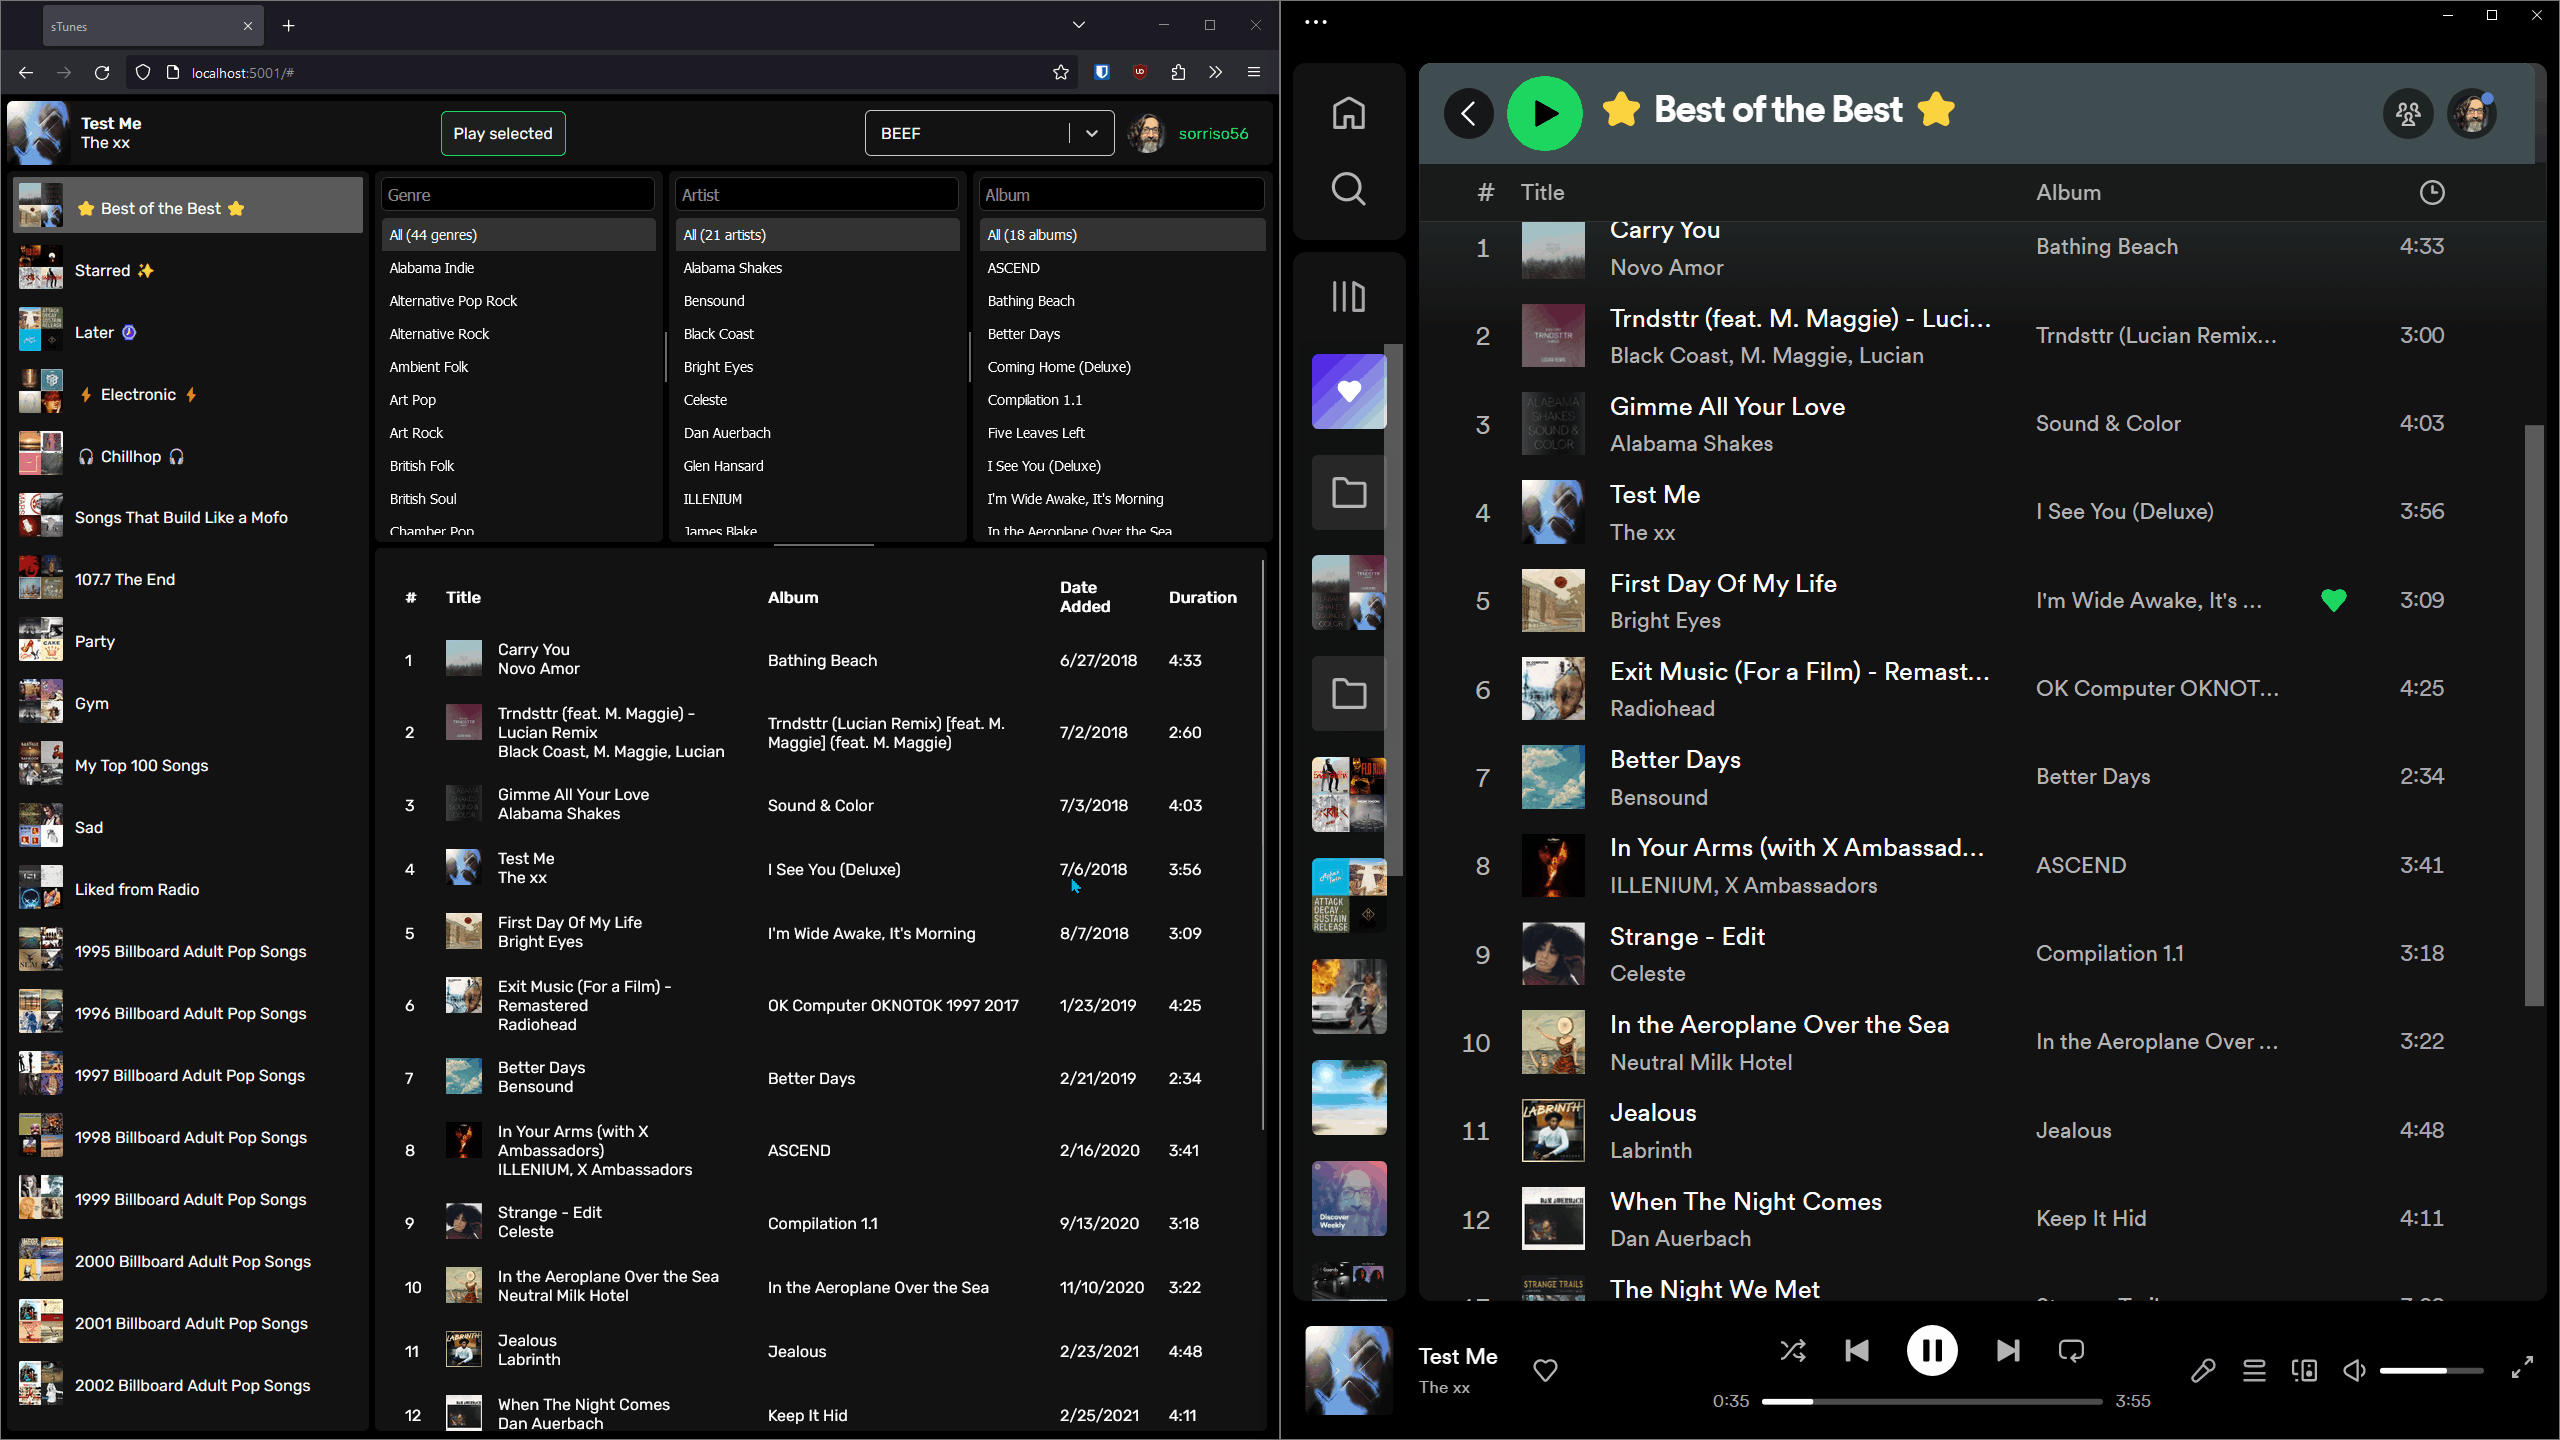 sTunes
localhost:5001/#
Test Me
The xx
Play selected
BEEF
sorriso56
⭐ Best of the Best ⭐
Starred ✨
Later
⚡ Electronic ⚡
🎧 Chillhop 🎧
Songs That Build Like a Mofo
107.7 The End
Party
Gym
My Top 100 Songs
Sad
Liked from Radio
1995 Billboard Adult Pop Songs
1996 Billboard Adult Pop Songs
1997 Billboard Adult Pop Songs
1998 Billboard Adult Pop Songs
1999 Billboard Adult Pop Songs
2000 Billboard Adult Pop Songs
2001 Billboard Adult Pop Songs
2002 Billboard Adult Pop Songs
Genre
All (44 genres)
Alabama Indie
Alternative Pop Rock
Alternative Rock
Ambient Folk
Art Pop
Art Rock
British Folk
British Soul
Chamber Pop
Artist
All (21 artists)
Alabama Shakes
Bensound
Black Coast
Bright Eyes
Celeste
Dan Auerbach
Glen Hansard
ILLENIUM
James Blake
Album
All (18 albums)
ASCEND
Bathing Beach
Better Days
Coming Home (Deluxe)
Compilation 1.1
Five Leaves Left
I See You (Deluxe)
I'm Wide Awake, It's Morning
In the Aeroplane Over the Sea
# Title Album Date Added Duration
1 Carry You Bathing Beach 6/27/2018 4:33
Novo Amor
2 Trndsttr (feat. M. Maggie) -
Lucian Remix
Black Coast, M. Maggie, Lucian
Trndsttr (Lucian Remix) [feat. M.
Maggie] (feat. M. Maggie)
7/2/2018 2:60
3 Gimme All Your Love Sound & Color 7/3/2018 4:03
Alabama Shakes
4 Test Me I See You (Deluxe) 7/6/2018 3:56
The xx
5 First Day Of My Life I'm Wide Awake, It's Morning 8/7/2018 3:09
Bright Eyes
6 Exit Music (For a Film) -
Remastered OK Computer OKNOTOK 1997 2017 1/23/2019 4:25
Radiohead
7 Better Days Better Days 2/21/2019 2:34
Bensound
8 In Your Arms (with X
Ambassadors) ASCEND 2/16/2020 3:41
ILLENIUM, X Ambassadors
9 Strange - Edit Compilation 1.1 9/13/2020 3:18
Celeste
10 In the Aeroplane Over the Sea In the Aeroplane Over the Sea 11/10/2020 3:22
Neutral Milk Hotel
11 Jealous Jealous 2/23/2021 4:48
Labrinth
12 When The Night Comes Keep It Hid 2/25/2021 4:11
Dan Auerbach
⭐ Best of the Best ⭐
# Title Album
1 Carry You Bathing Beach 4:33
Novo Amor
2 Trndsttr (feat. M. Maggie) - Luci... Trndsttr (Lucian Remix... 3:00
Black Coast, M. Maggie, Lucian
3 Gimme All Your Love Sound & Color 4:03
Alabama Shakes
4 Test Me I See You (Deluxe) 3:56
The xx
5 First Day Of My Life I'm Wide Awake, It's ... 3:09
Bright Eyes
6 Exit Music (For a Film) - Remast... OK Computer OKNOT... 4:25
Radiohead
7 Better Days Better Days 2:34
Bensound
8 In Your Arms (with X Ambassad... ASCEND 3:41
ILLENIUM, X Ambassadors
9 Strange - Edit Compilation 1.1 3:18
Celeste
10 In the Aeroplane Over the Sea In the Aeroplane Over ... 3:22
Neutral Milk Hotel
11 Jealous Jealous 4:48
Labrinth
12 When The Night Comes Keep It Hid 4:11
Dan Auerbach
The Night We Met
Discover
Weekly
Test Me
The xx
0:35
3:55